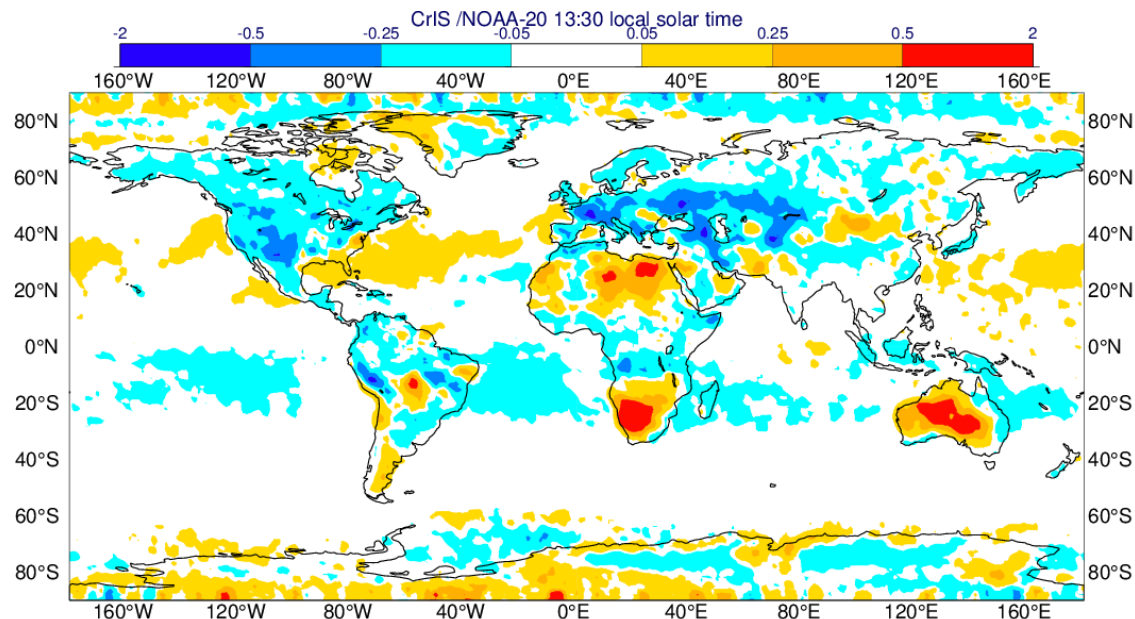 CrIS /NOAA-20 13:30 local solar time
-2 -0.5 -0.25 -0.05 0.05 0.25 0.5 2
160°W 120°W 80°W 40°W 0°E 40°E 80°E 120°E 160°E
80°N 80°N
60°N 60°N
40°N 40°N
20°N 20°N
0°N 0°N
20°S 20°S
40°S 40°S
60°S 60°S
80°S 80°S
160°W 120°W 80°W 40°W 0°E 40°E 80°E 120°E 160°E